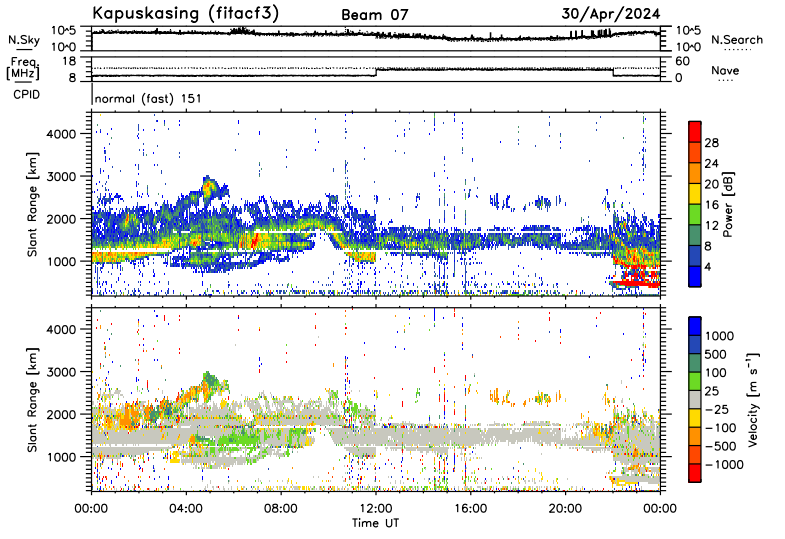 Kapuskasing (fitacf3) Beam 07 30/Apr/2024
N.Sky 10^5 10^0 10^5 10^0 N.Search
Freq. [MHz] 18 8 60 0 Nave
CPID normal (fast) 151
Slant Range [km] 4000 3000 2000 1000
Power [dB] 28 24 20 16 12 8 4
Slant Range [km] 4000 3000 2000 1000
Velocity [m s⁻¹] 1000 500 100 25 −25 −100 −500 −1000
00:00 04:00 08:00 12:00 16:00 20:00 00:00
Time UT